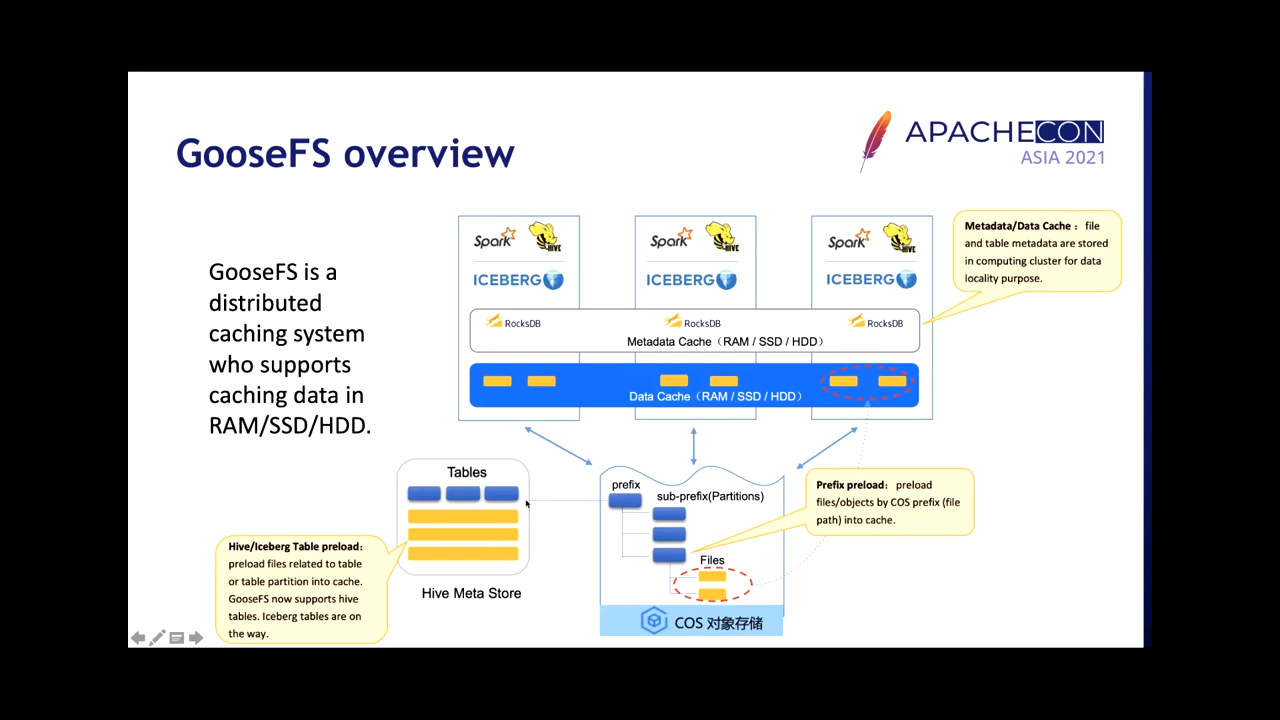 GooseFS overview
APACHECON
ASIA 2021
GooseFS is a
distributed
caching system
who supports
caching data in
RAM/SSD/HDD.
Spark HIVE
ICEBERG
Spark HIVE
ICEBERG
Spark HIVE
ICEBERG
RocksDB
RocksDB
RocksDB
Metadata Cache（RAM / SSD / HDD）
Data Cache（RAM / SSD / HDD）
Metadata/Data Cache： file
and table metadata are stored
in computing cluster for data
locality purpose.
Tables
Hive Meta Store
Hive/Iceberg Table preload：
preload files related to table
or table partition into cache.
GooseFS now supports hive
tables. Iceberg tables are on
the way.
prefix
sub-prefix(Partitions)
Files
COS 对象存储
Prefix preload： preload
files/objects by COS prefix (file
path) into cache.